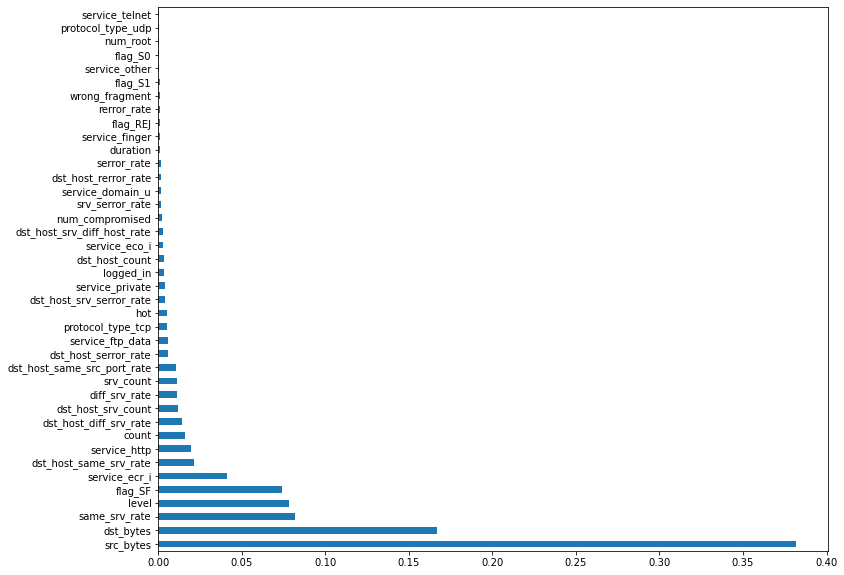 service_telnet
protocol_type_udp
num_root
flag_S0
service_other
flag_S1
wrong_fragment
rerror_rate
flag_REJ
service_finger
duration
serror_rate
dst_host_rerror_rate
service_domain_u
srv_serror_rate
num_compromised
dst_host_srv_diff_host_rate
service_eco_i
dst_host_count
logged_in
service_private
dst_host_srv_serror_rate
hot
protocol_type_tcp
service_ftp_data
dst_host_serror_rate
dst_host_same_src_port_rate
srv_count
diff_srv_rate
dst_host_srv_count
dst_host_diff_srv_rate
count
service_http
dst_host_same_srv_rate
service_ecr_i
flag_SF
level
same_srv_rate
dst_bytes
src_bytes
0.00 0.05 0.10 0.15 0.20 0.25 0.30 0.35 0.40